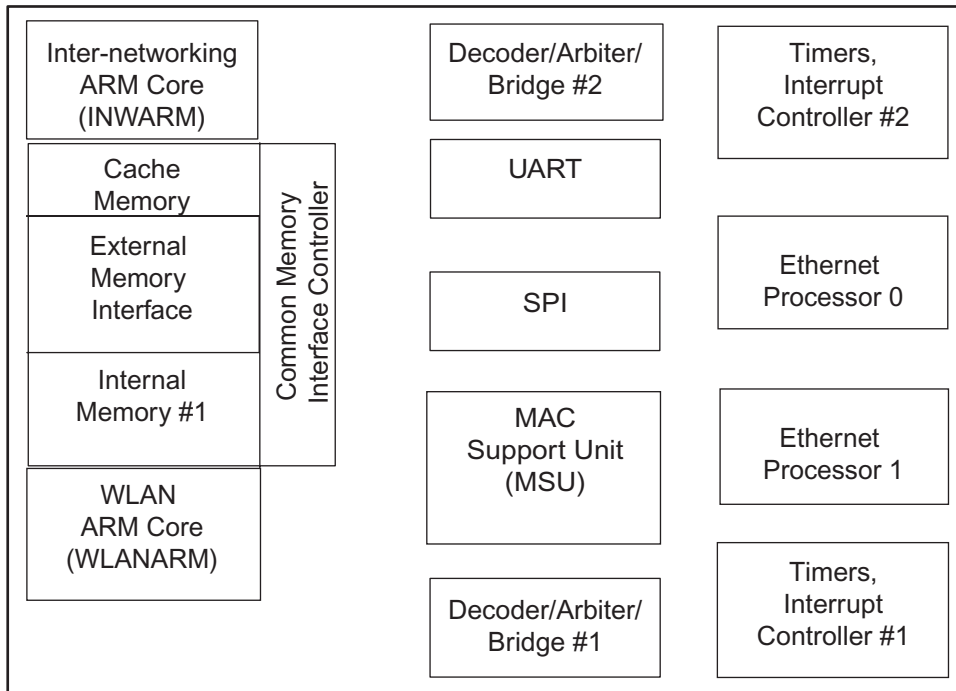 Inter-networking
ARM Core
(INWARM)
Cache
Memory
External
Memory
Interface
Internal
Memory #1
WLAN
ARM Core
(WLANARM)
Common Memory
Interface Controller
Decoder/Arbiter/
Bridge #2
UART
SPI
MAC
Support Unit
(MSU)
Decoder/Arbiter/
Bridge #1
Timers,
Interrupt
Controller #2
Ethernet
Processor 0
Ethernet
Processor 1
Timers,
Interrupt
Controller #1